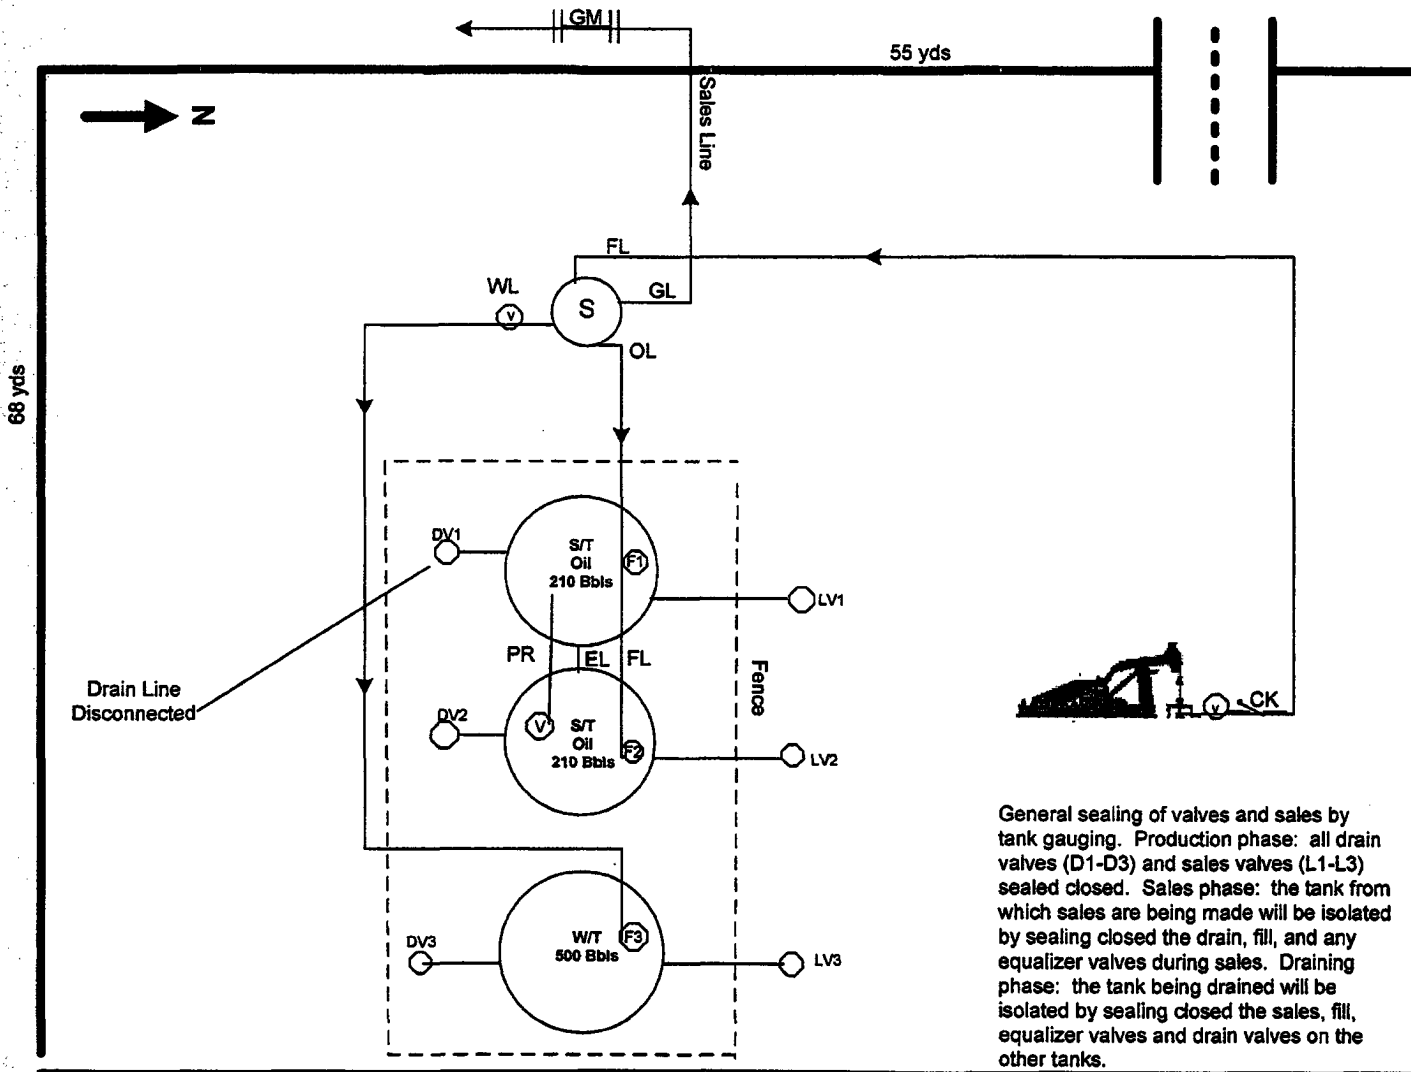 GM
55 yds
N
Sales Line
FL
WL
GL
V
S
OL
68 yds
DV1
S/T
Oil
210 Bbls
F1
LV1
PR
EL
FL
Fence
Drain Line
Disconnected
DV2
V
S/T
Oil
210 Bbls
F2
LV2
V
CK
DV3
W/T
500 Bbls
F3
LV3
General sealing of valves and sales by
tank gauging. Production phase: all drain
valves (D1-D3) and sales valves (L1-L3)
sealed closed. Sales phase: the tank from
which sales are being made will be isolated
by sealing closed the drain, fill, and any
equalizer valves during sales. Draining
phase: the tank being drained will be
isolated by sealing closed the sales, fill,
equalizer valves and drain valves on the
other tanks.